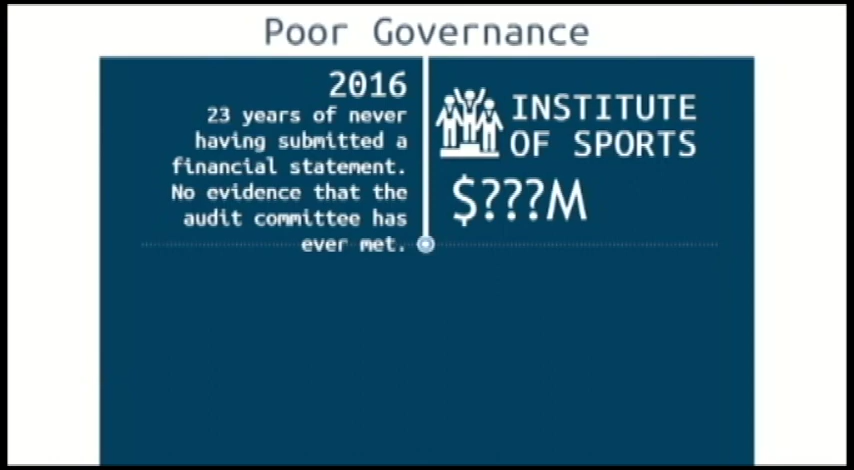 Poor Governance
2016
23 years of never
having submitted a
financial statement.
No evidence that the
audit committee has
ever met.
INSTITUTE
OF SPORTS
$???M